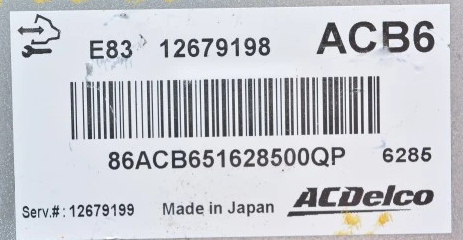 E83 12679198 ACB6
86ACB651628500QP 6285
Serv.#: 12679199 Made in Japan ACDelco